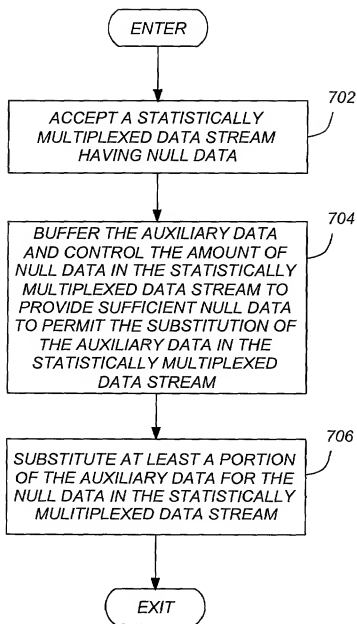 ENTER
702
ACCEPT A STATISTICALLY
MULTIPLEXED DATA STREAM
HAVING NULL DATA
704
BUFFER THE AUXILIARY DATA
AND CONTROL THE AMOUNT OF
NULL DATA IN THE STATISTICALLY
MULTIPLEXED DATA STREAM TO
PROVIDE SUFFICIENT NULL DATA
TO PERMIT THE SUBSTITUTION OF
THE AUXILIARY DATA IN THE
STATISTICALLY MULTIPLEXED
DATA STREAM
706
SUBSTITUTE AT LEAST A PORTION
OF THE AUXILIARY DATA FOR THE
NULL DATA IN THE STATISTICALLY
MULITIPLEXED DATA STREAM
EXIT